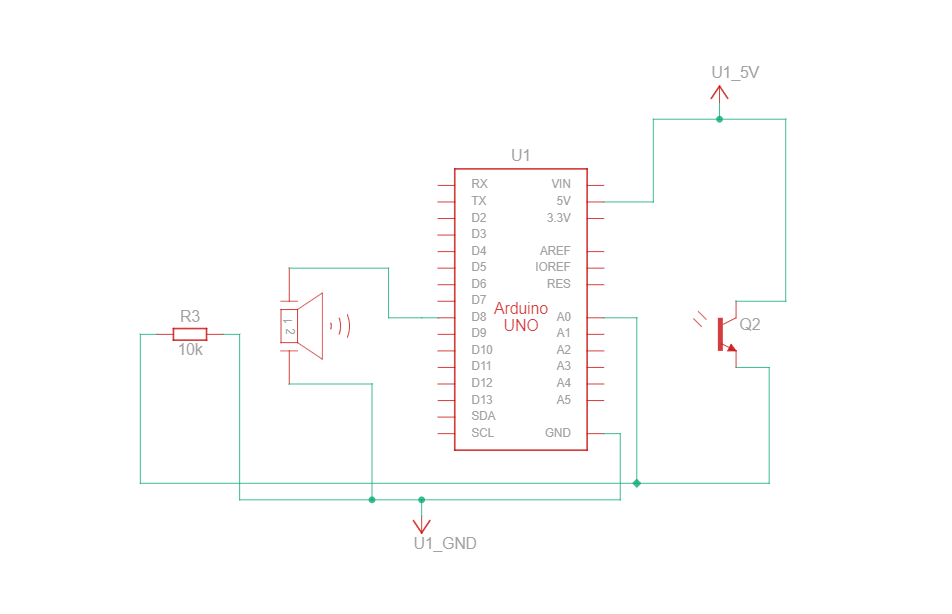 U1_5V
U1
RX
VIN
TX
5V
D2
3.3V
D3
D4
AREF
D5
IOREF
D6
RES
D7
Arduino
UNO
D8
A0
D9
A1
D10
A2
D11
A3
D12
A4
D13
A5
SDA
SCL
GND
R3
10k
1
2
Q2
U1_GND